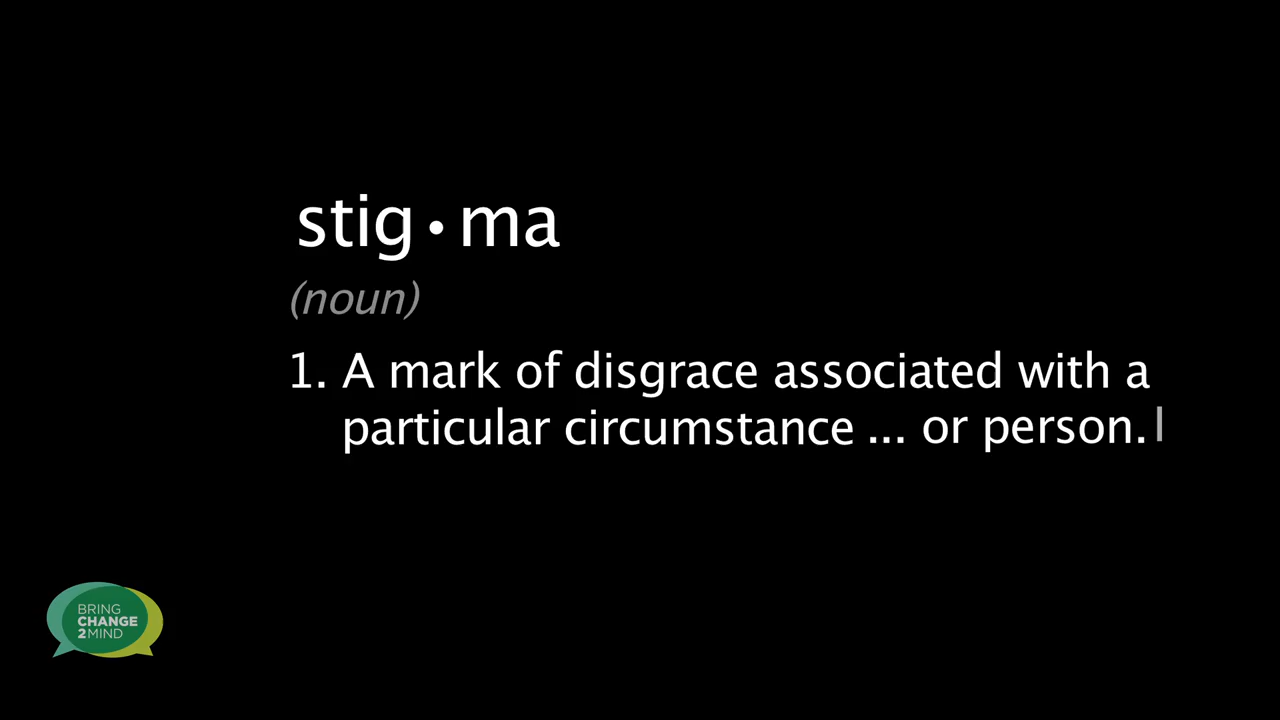 stig•ma
(noun)
1. A mark of disgrace associated with a
particular circumstance ... or person.
BRING
CHANGE
2MIND